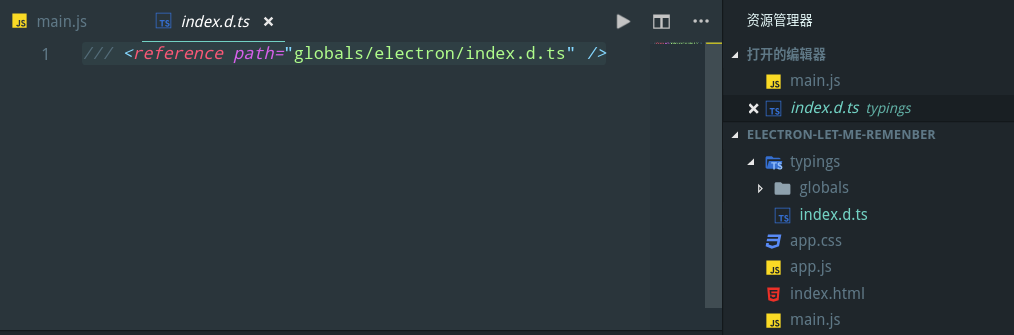 JS main.js
TS index.d.ts
1 /// <reference path="globals/electron/index.d.ts" />
资源管理器
打开的编辑器
JS main.js
TS index.d.ts typings
ELECTRON-LET-ME-REMENBER
TS typings
globals
TS index.d.ts
app.css
JS app.js
index.html
JS main.js